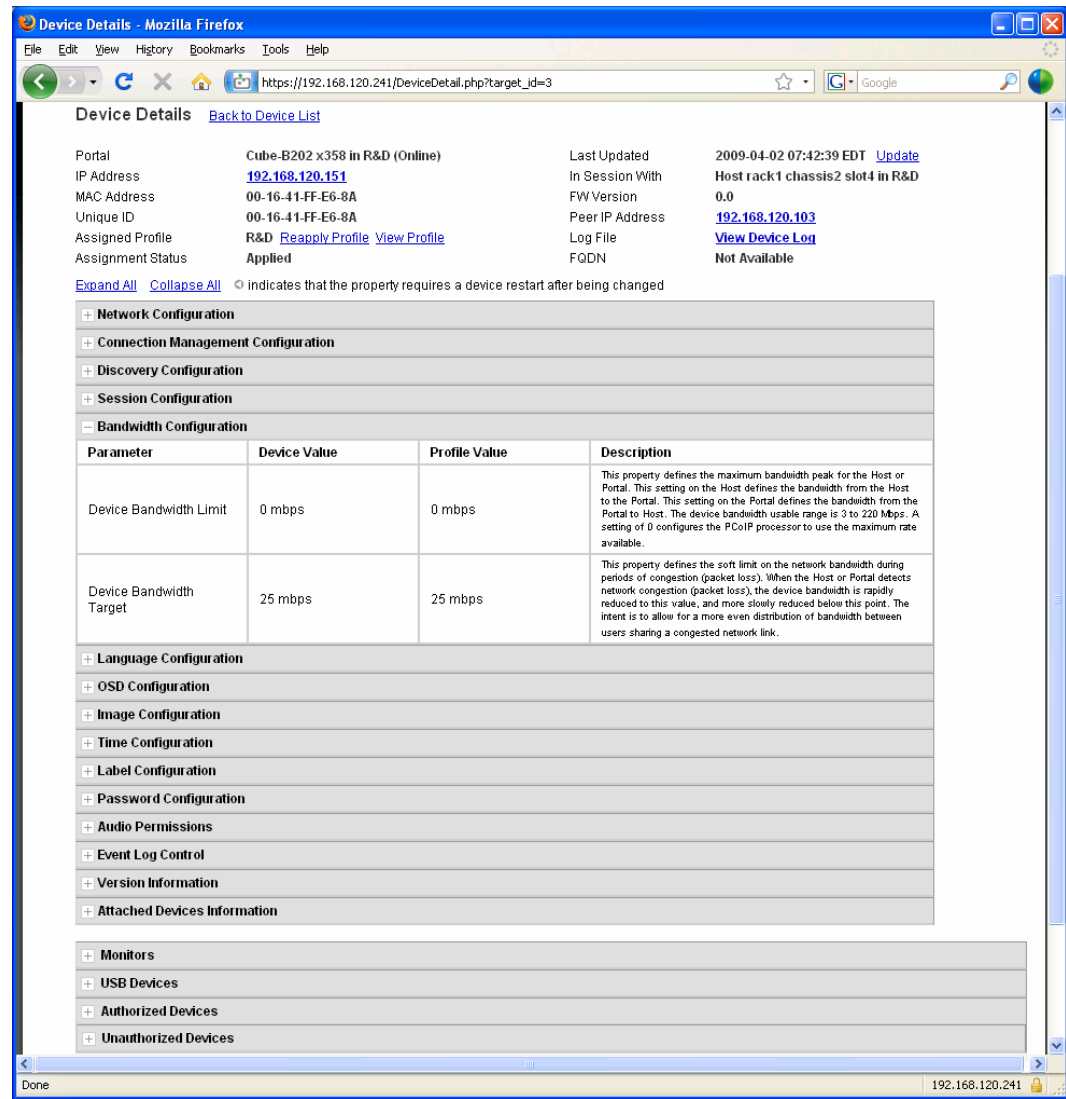 Device Details - Mozilla Firefox
File Edit View History Bookmarks Tools Help
https://192.168.120.241/DeviceDetail.php?target_id=3
G Google
Device Details Back to Device List
Portal Cube-B202 x358 in R&D (Online) Last Updated 2009-04-02 07:42:39 EDT Update
IP Address 192.168.120.151 In Session With Host rack1 chassis2 slot4 in R&D
MAC Address 00-16-41-FF-E6-8A FW Version 0.0
Unique ID 00-16-41-FF-E6-8A Peer IP Address 192.168.120.103
Assigned Profile R&D Reapply Profile View Profile Log File View Device Log
Assignment Status Applied FQDN Not Available
Expand All Collapse All indicates that the property requires a device restart after being changed
Network Configuration
Connection Management Configuration
Discovery Configuration
Session Configuration
Bandwidth Configuration
Parameter Device Value Profile Value Description
Device Bandwidth Limit 0 mbps 0 mbps
This property defines the maximum bandwidth peak for the Host or
Portal. This setting on the Host defines the bandwidth from the Host
to the Portal. This setting on the Portal defines the bandwidth from the
Portal to Host. The device bandwidth usable range is 3 to 220 Mbps. A
setting of 0 configures the PCoIP processor to use the maximum rate
available.
Device Bandwidth
Target
25 mbps 25 mbps
This property defines the soft limit on the network bandwidth during
periods of congestion (packet loss). When the Host or Portal detects
network congestion (packet loss), the device bandwidth is rapidly
reduced to this value, and more slowly reduced below this point. The
intent is to allow for a more even distribution of bandwidth between
users sharing a congested network link.
Language Configuration
OSD Configuration
Image Configuration
Time Configuration
Label Configuration
Password Configuration
Audio Permissions
Event Log Control
Version Information
Attached Devices Information
Monitors
USB Devices
Authorized Devices
Unauthorized Devices
Done 192.168.120.241